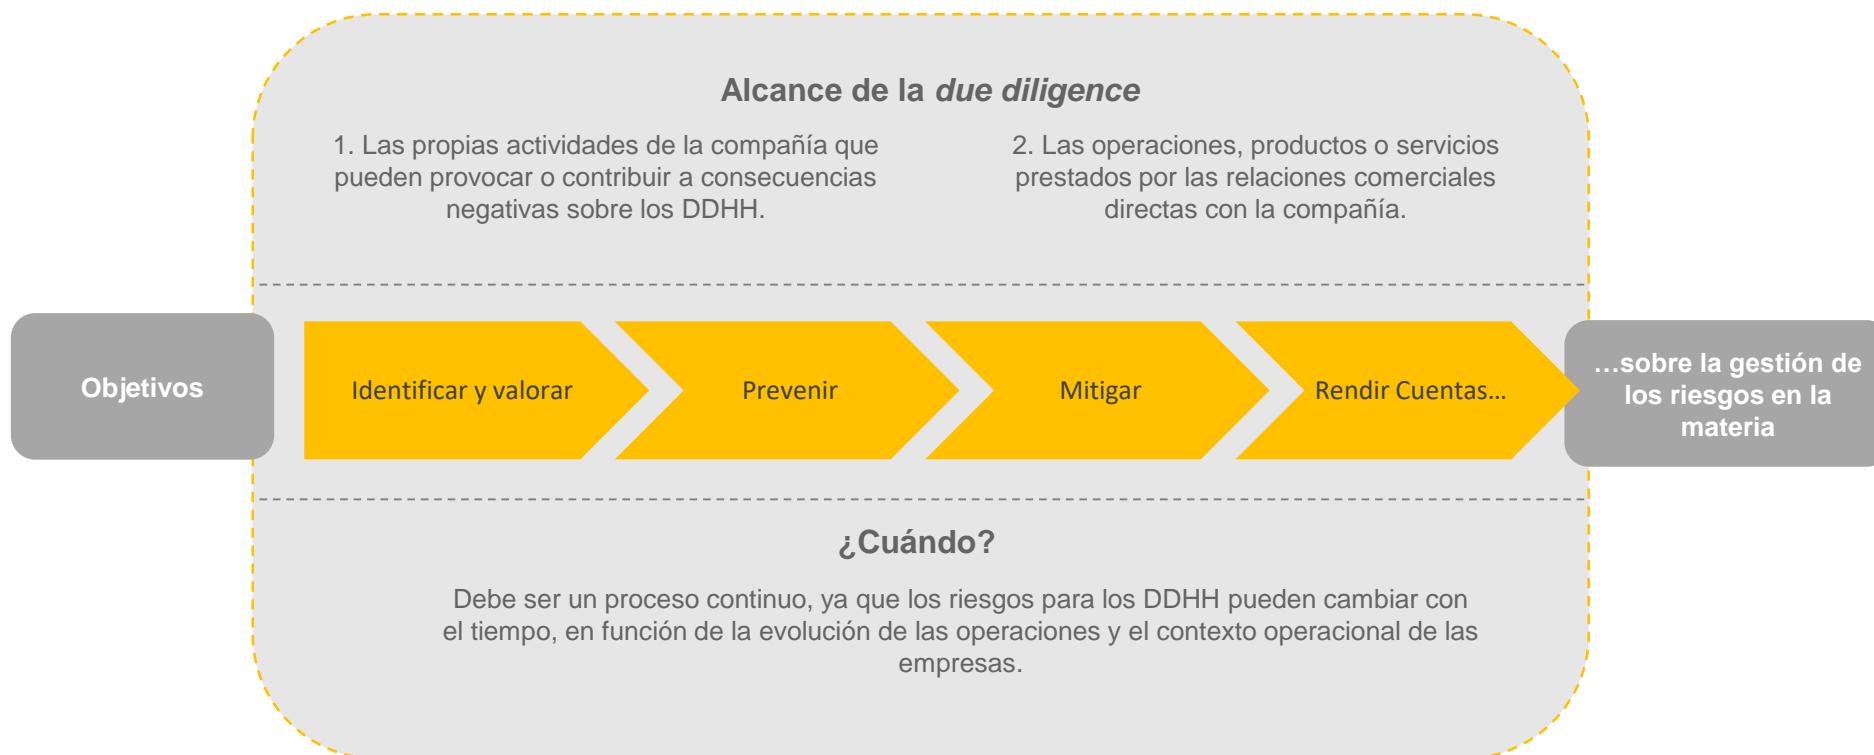 Alcance de la due diligence
1. Las propias actividades de la compañía que
pueden provocar o contribuir a consecuencias
negativas sobre los DDHH.
2. Las operaciones, productos o servicios
prestados por las relaciones comerciales
directas con la compañía.
Objetivos
Identificar y valorar
Prevenir
Mitigar
Rendir Cuentas...
...sobre la gestión de
los riesgos en la
materia
¿Cuándo?
Debe ser un proceso continuo, ya que los riesgos para los DDHH pueden cambiar con
el tiempo, en función de la evolución de las operaciones y el contexto operacional de las
empresas.